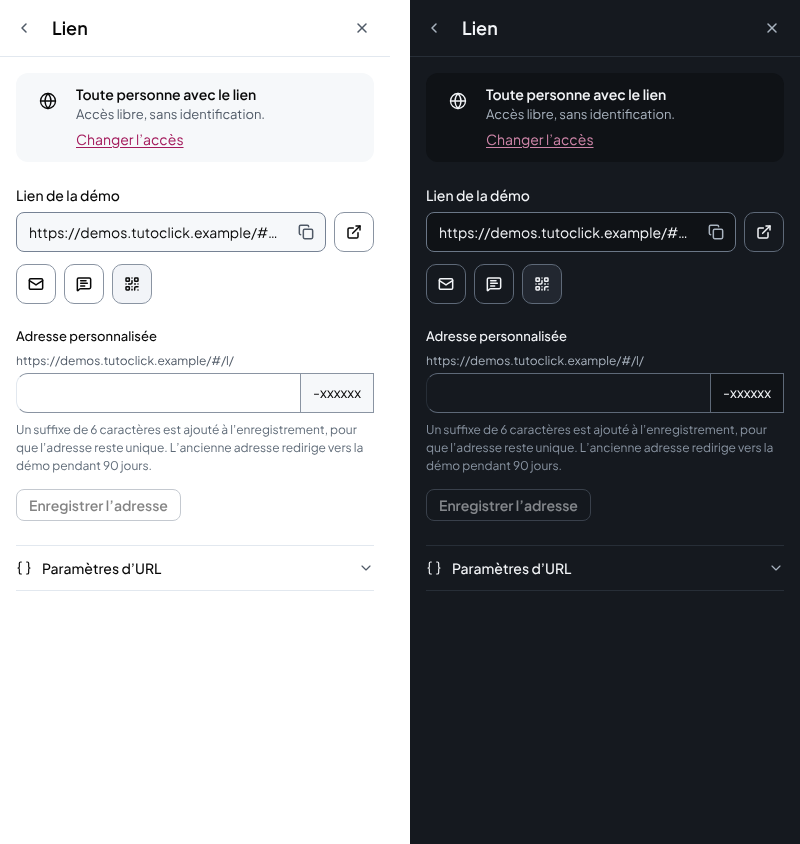 Lien
Toute personne avec le lien
Accès libre, sans identification.
Changer l’accès
Lien de la démo
https://demos.tutoclick.example/#…
Adresse personnalisée
https://demos.tutoclick.example/#/l/
-xxxxxx
Un suffixe de 6 caractères est ajouté à l’enregistrement, pour
que l’adresse reste unique. L’ancienne adresse redirige vers la
démo pendant 90 jours.
Enregistrer l’adresse
Paramètres d’URL
Lien
Toute personne avec le lien
Accès libre, sans identification.
Changer l’accès
Lien de la démo
https://demos.tutoclick.example/#…
Adresse personnalisée
https://demos.tutoclick.example/#/l/
-xxxxxx
Un suffixe de 6 caractères est ajouté à l’enregistrement, pour
que l’adresse reste unique. L’ancienne adresse redirige vers la
démo pendant 90 jours.
Enregistrer l’adresse
Paramètres d’URL